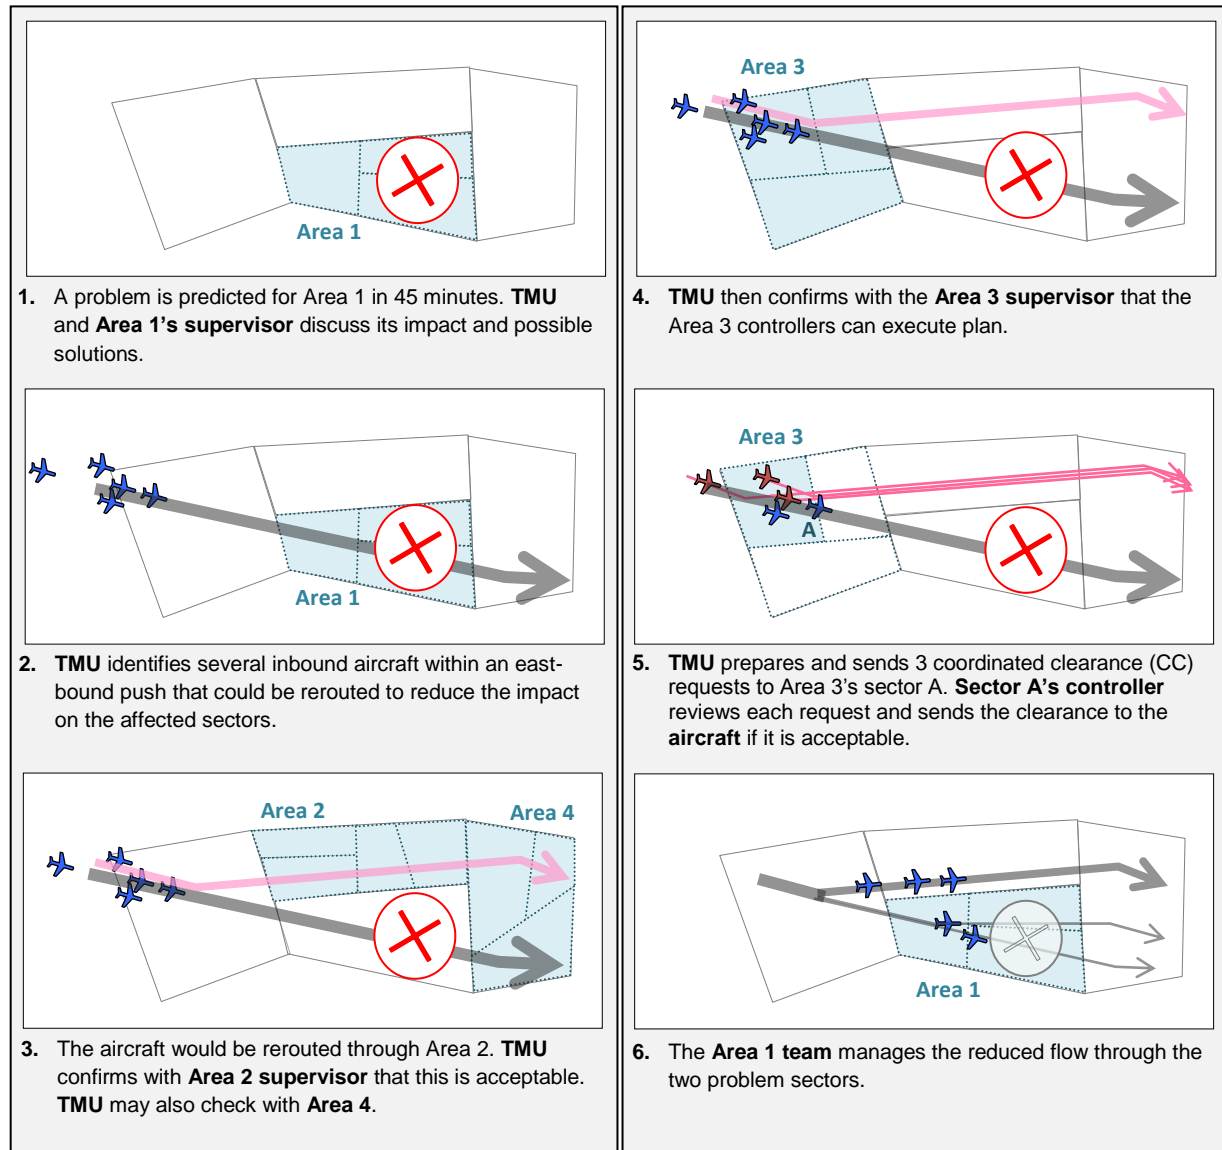 Area 1
1. A problem is predicted for Area 1 in 45 minutes. TMU
and Area 1's supervisor discuss its impact and possible
solutions.
Area 1
2. TMU identifies several inbound aircraft within an east-
bound push that could be rerouted to reduce the impact
on the affected sectors.
Area 2
Area 4
3. The aircraft would be rerouted through Area 2. TMU
confirms with Area 2 supervisor that this is acceptable.
TMU may also check with Area 4.
Area 3
4. TMU then confirms with the Area 3 supervisor that the
Area 3 controllers can execute plan.
Area 3
A
5. TMU prepares and sends 3 coordinated clearance (CC)
requests to Area 3's sector A. Sector A's controller
reviews each request and sends the clearance to the
aircraft if it is acceptable.
Area 1
6. The Area 1 team manages the reduced flow through the
two problem sectors.